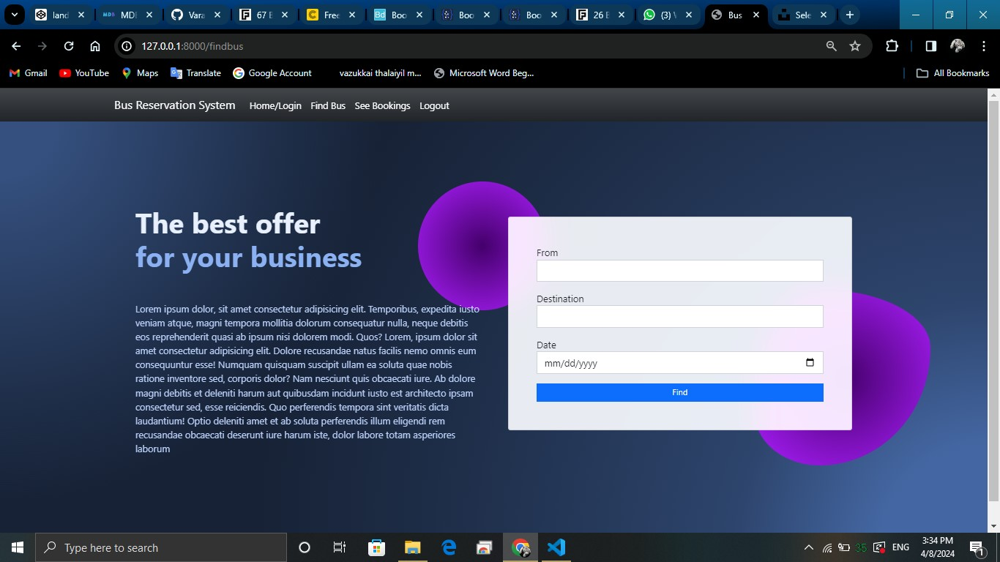 land
MDI
Vara
67 E
Free
Bd
Boo
Boo
Boo
26 E
(3) V
Bus
Sele
127.0.0.1:8000/findbus
Gmail
YouTube
Maps
Translate
Google Account
vazukkai thalaiyil m...
Microsoft Word Beg...
All Bookmarks
Bus Reservation System
Home/Login
Find Bus
See Bookings
Logout
The best offer
for your business
Lorem ipsum dolor, sit amet consectetur adipisicing elit. Temporibus, expedita iusto
veniam atque, magni tempora mollitia dolorum consequatur nulla, neque debitis
eos reprehenderit quasi ab ipsum nisi dolorem modi. Quos? Lorem, ipsum dolor sit
amet consectetur adipisicing elit. Dolore recusandae natus facilis nemo omnis eum
consequuntur esse! Numquam quisquam suscipit ullam ea soluta quae nobis
ratione inventore sed, corporis dolor? Nam nesciunt quis obcaecati iure. Ab dolore
magni debitis et deleniti harum aut quibusdam incidunt iusto est architecto ipsam
consectetur sed, esse reiciendis. Quo perferendis tempora sint veritatis dicta
laudantium! Optio deleniti amet et ab soluta perferendis illum eligendi rem
recusandae obcaecati deserunt iure harum iste, dolor labore totam asperiores
laborum
From
Destination
Date
mm/dd/yyyy
Find
Type here to search
35
ENG
3:34 PM
4/8/2024
1